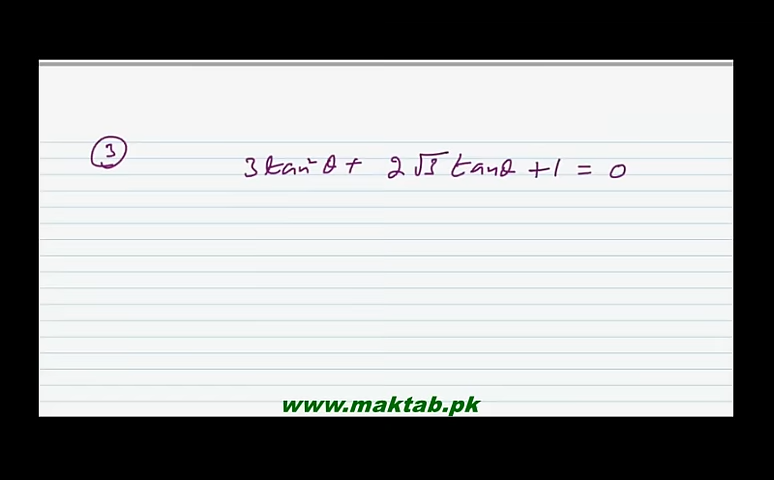 ③ 3tan²θ + 2√3 tanθ + 1 = 0
www.maktab.pk